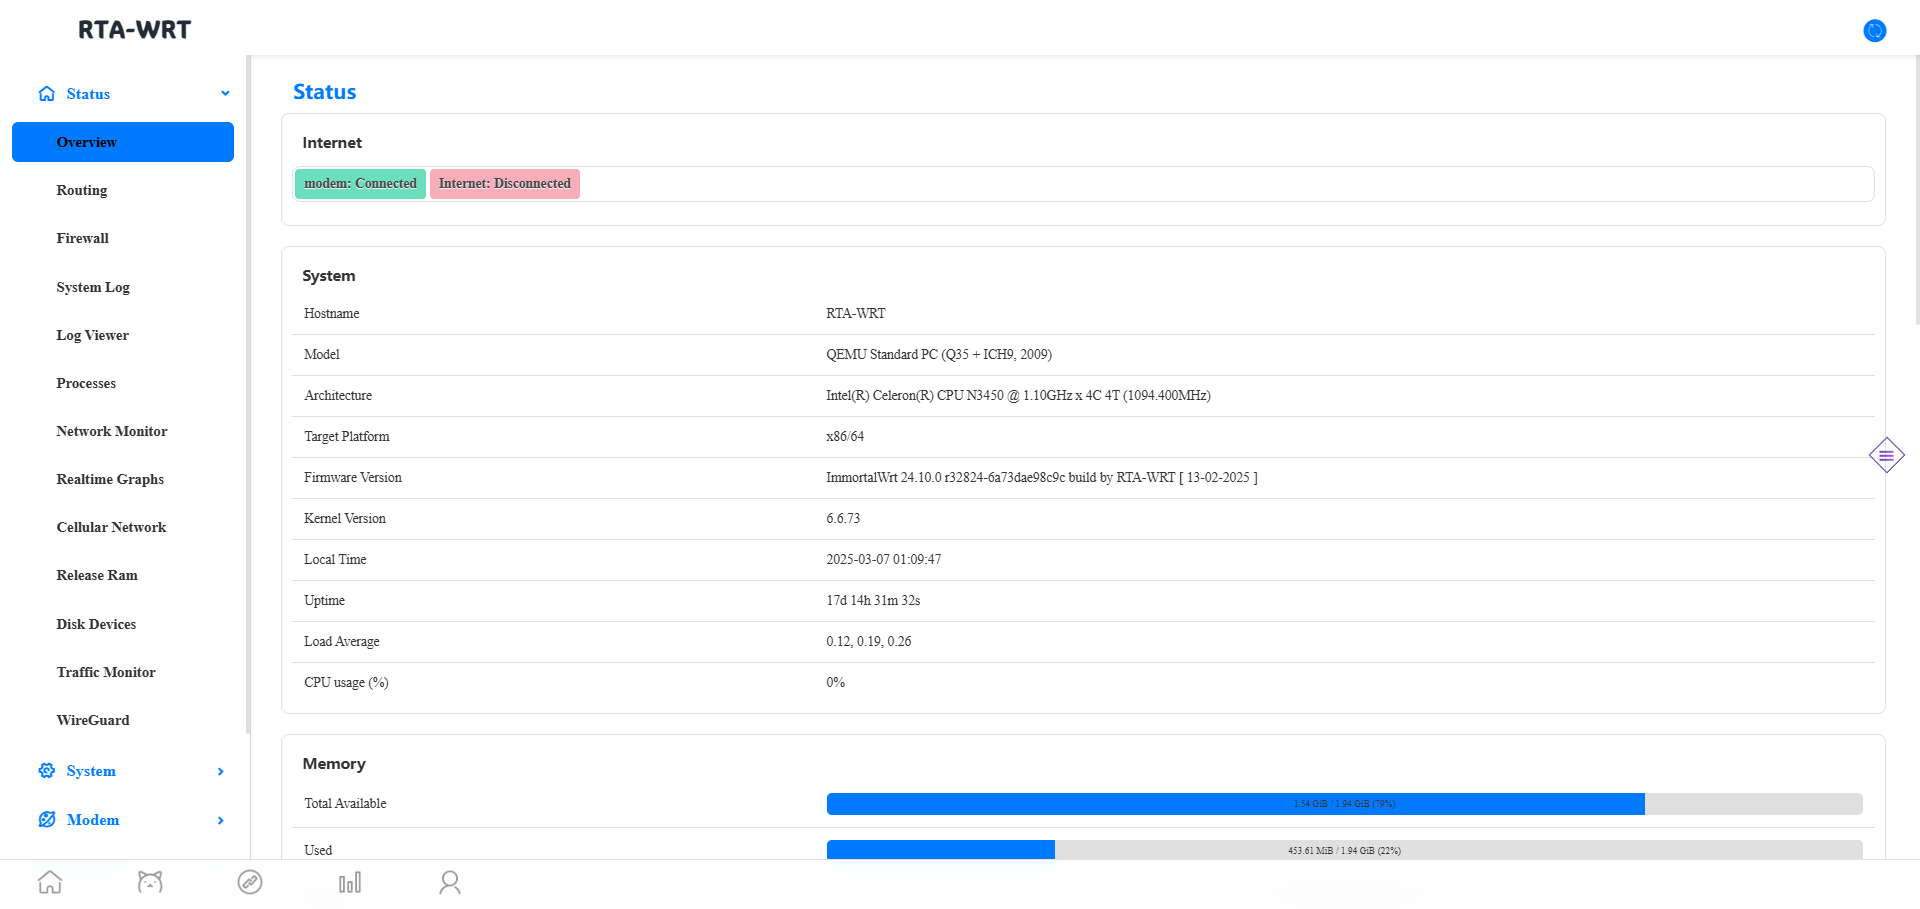 RTA-WRT
Status
Overview
Routing
Firewall
System Log
Log Viewer
Processes
Network Monitor
Realtime Graphs
Cellular Network
Release Ram
Disk Devices
Traffic Monitor
WireGuard
System
Modem
Status
Internet
modem: Connected Internet: Disconnected
System
Hostname RTA-WRT
Model QEMU Standard PC (Q35 + ICH9, 2009)
Architecture Intel(R) Celeron(R) CPU N3450 @ 1.10GHz x 4C 4T (1094.400MHz)
Target Platform x86/64
Firmware Version ImmortalWrt 24.10.0 r32824-6a73dae98c9c build by RTA-WRT [ 13-02-2025 ]
Kernel Version 6.6.73
Local Time 2025-03-07 01:09:47
Uptime 17d 14h 31m 32s
Load Average 0.12, 0.19, 0.26
CPU usage (%) 0%
Memory
Total Available 1.54 GiB / 1.94 GiB (79%)
Used 453.61 MiB / 1.94 GiB (22%)